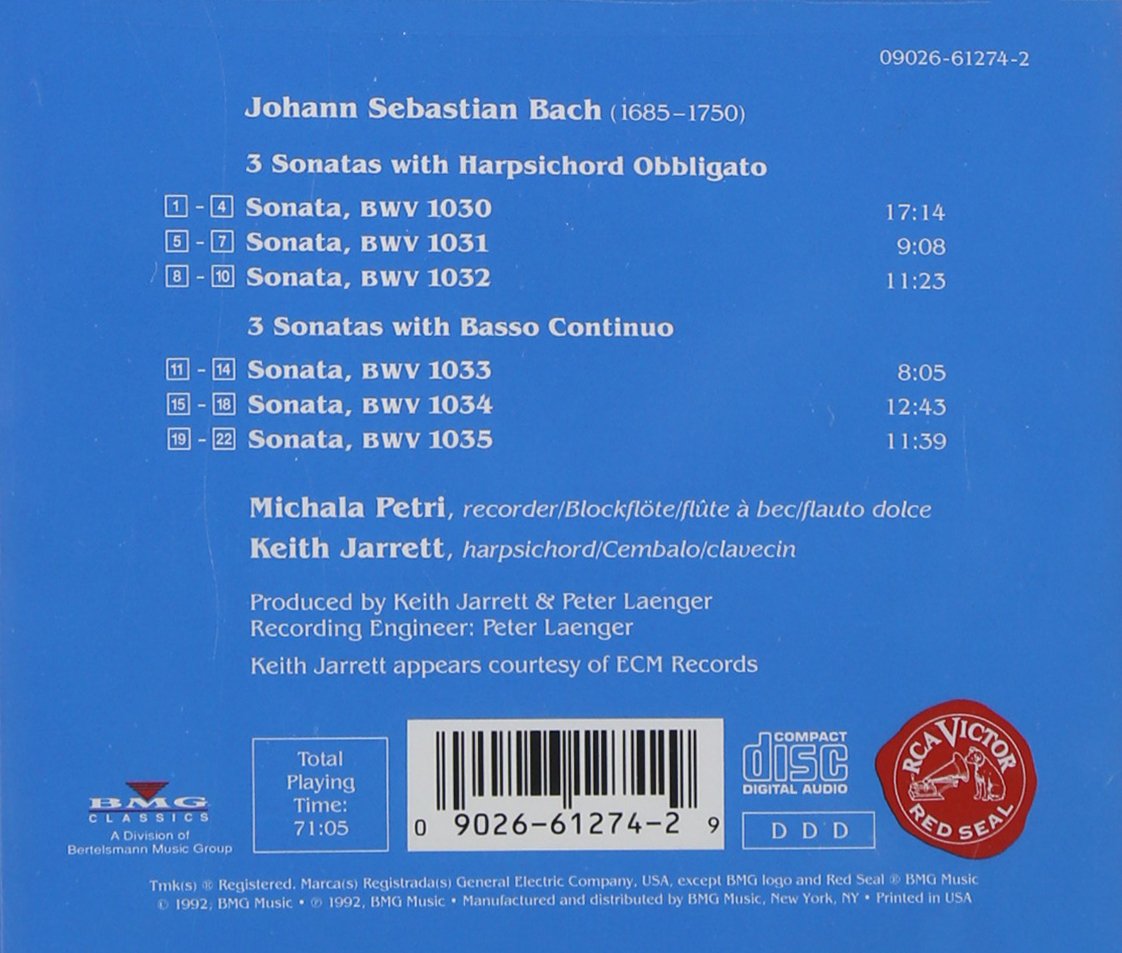 09026-61274-2
Johann Sebastian Bach (1685–1750)
3 Sonatas with Harpsichord Obbligato
1 - 4 Sonata, BWV 1030 17:14
5 - 7 Sonata, BWV 1031 9:08
8 - 10 Sonata, BWV 1032 11:23
3 Sonatas with Basso Continuo
11 - 14 Sonata, BWV 1033 8:05
15 - 18 Sonata, BWV 1034 12:43
19 - 22 Sonata, BWV 1035 11:39
Michala Petri, recorder/Blockflöte/flûte à bec/flauto dolce
Keith Jarrett, harpsichord/Cembalo/clavecin
Produced by Keith Jarrett & Peter Laenger
Recording Engineer: Peter Laenger
Keith Jarrett appears courtesy of ECM Records
BMG
CLASSICS
A Division of
Bertelsmann Music Group
Total
Playing
Time:
71:05
0 9026-61274-2 9
COMPACT
disc
DIGITAL AUDIO
D D D
RCA VICTOR
RED SEAL
Tmk(s) ® Registered. Marca(s) Registrada(s) General Electric Company, USA, except BMG logo and Red Seal ® BMG Music
© 1992, BMG Music • ℗ 1992, BMG Music • Manufactured and distributed by BMG Music, New York, NY • Printed in USA